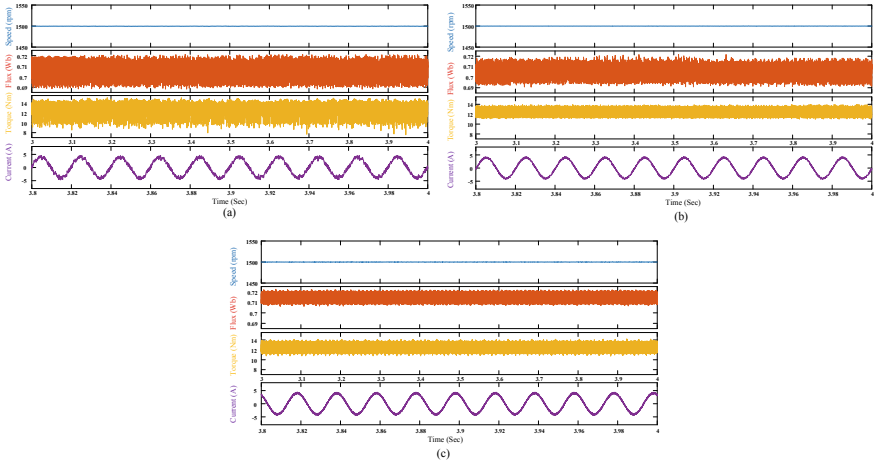 1550
1500
1450
Speed (rpm)
0.72
0.71
0.7
0.69
Flux (Wb)
14
12
10
8
Torque (Nm)
3 3.1 3.2 3.3 3.4 3.5 3.6 3.7 3.8 3.9 4
5
0
-5
Current (A)
3.8 3.82 3.84 3.86 3.88 3.9 3.92 3.94 3.96 3.98 4
Time (Sec)
(a)
1550
1500
1450
Speed (rpm)
0.72
0.71
0.7
0.69
Flux (Wb)
14
12
10
8
Torque (Nm)
3 3.1 3.2 3.3 3.4 3.5 3.6 3.7 3.8 3.9 4
5
0
-5
Current (A)
3.8 3.82 3.84 3.86 3.88 3.9 3.92 3.94 3.96 3.98 4
Time (Sec)
(b)
1550
1500
1450
Speed (rpm)
0.72
0.71
0.7
0.69
Flux (Wb)
14
12
10
8
Torque (Nm)
3 3.1 3.2 3.3 3.4 3.5 3.6 3.7 3.8 3.9 4
5
0
-5
Current (A)
3.8 3.82 3.84 3.86 3.88 3.9 3.92 3.94 3.96 3.98 4
Time (Sec)
(c)